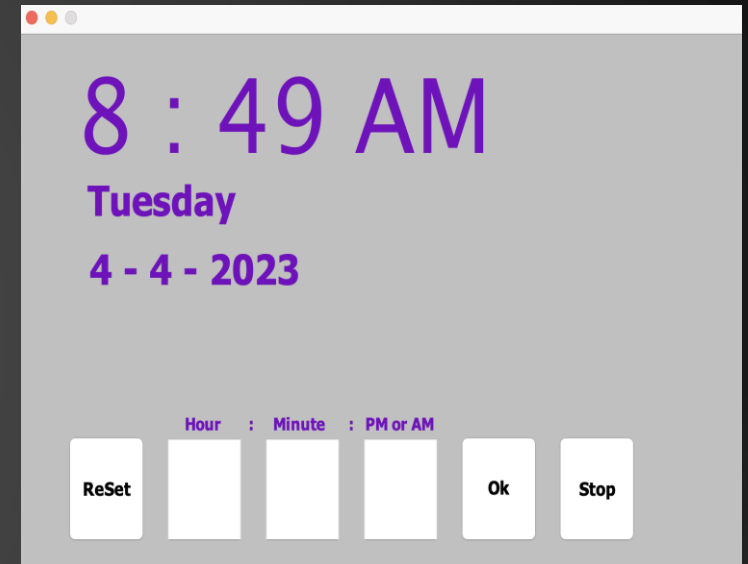 8 : 49 AM
Tuesday
4 - 4 - 2023
Hour : Minute : PM or AM
ReSet Ok Stop